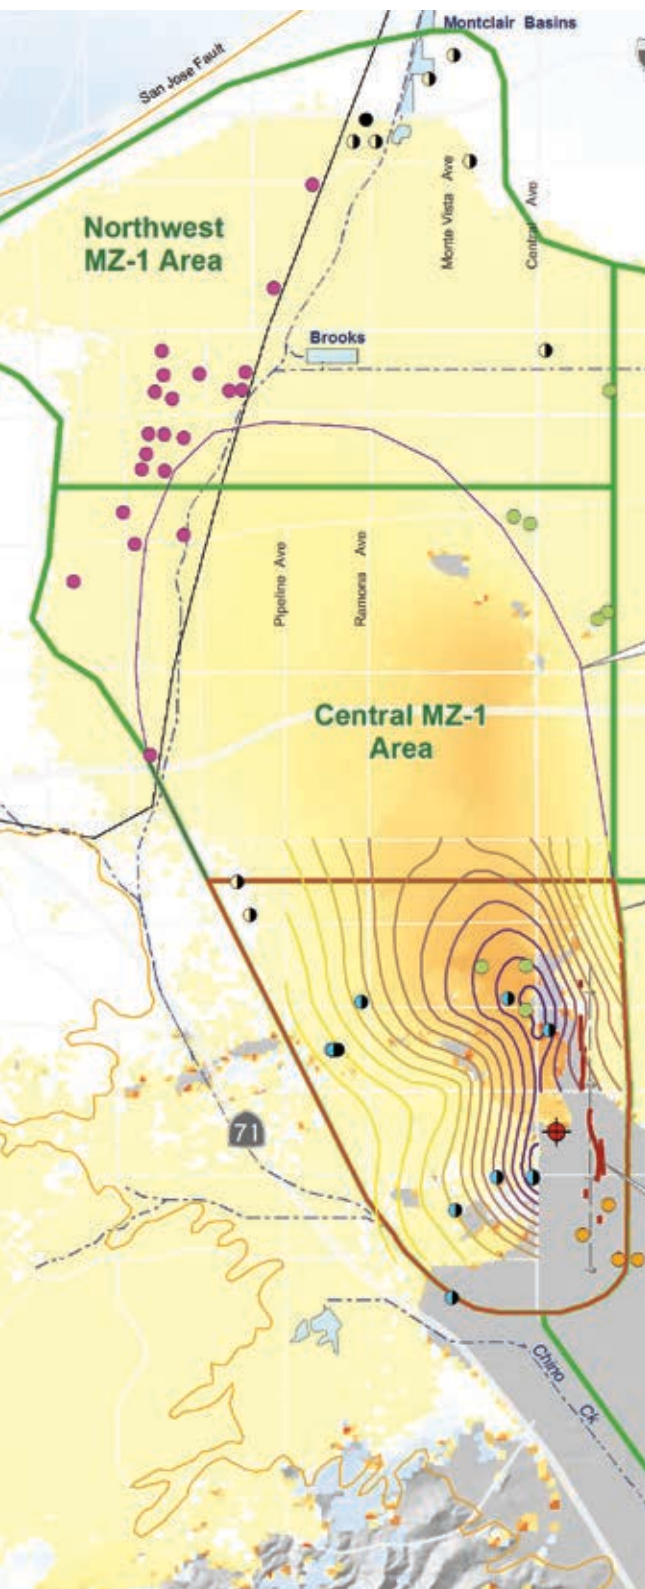 Montclair Basins
San Jose Fault
Monte Vista Ave
Central Ave
Northwest
MZ-1 Area
Brooks
Pipeline Ave
Ramona Ave
Central MZ-1
Area
71
Chino Ck